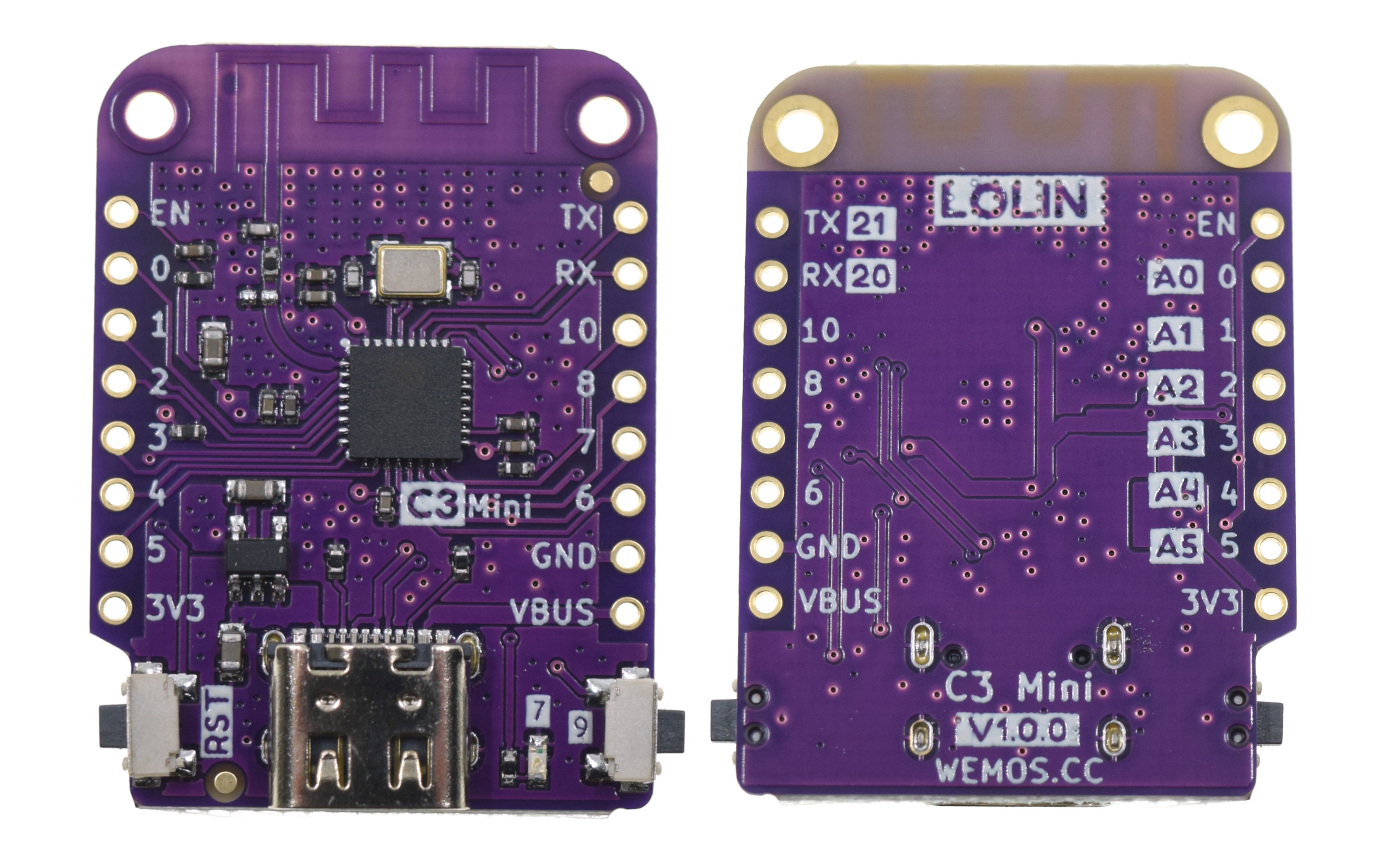 EN TX
0 RX
1 10
2 8
3 7
4 6
C3 Mini
5 GND
3V3 VBUS
RST 7 9
LOLIN
TX 21 EN
RX 20 A0 0
10 A1 1
8 A2 2
7 A3 3
6 A4 4
GND A5 5
VBUS 3V3
C3 Mini
V1.0.0
WEMOS.CC